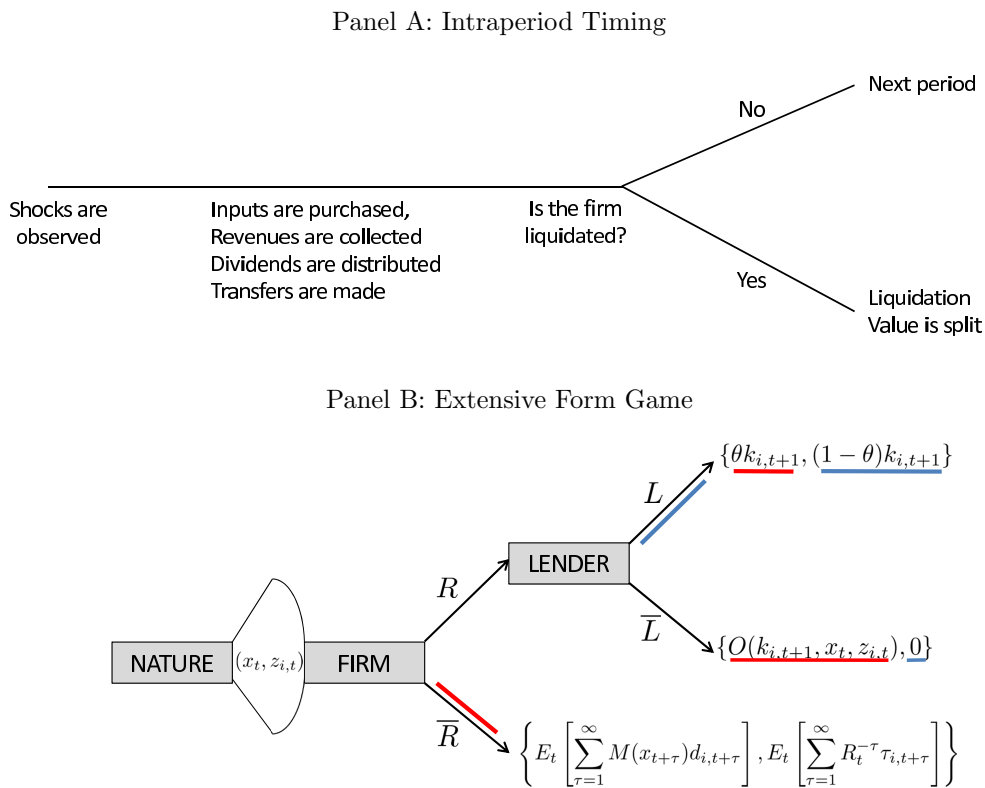 Panel A: Intraperiod Timing
Next period
No
Shocks are
observed
Inputs are purchased,
Revenues are collected
Dividends are distributed
Transfers are made
Is the firm
liquidated?
Yes
Liquidation
Value is split
Panel B: Extensive Form Game
{θk_{i,t+1}, (1 − θ)k_{i,t+1}}
L
LENDER
R
L̅
{O(k_{i,t+1}, x_t, z_{i,t}), 0}
NATURE
(x_t, z_{i,t})
FIRM
R̅
{E_t [∑_{τ=1}^{∞} M(x_{t+τ})d_{i,t+τ}], E_t [∑_{τ=1}^{∞} R_t^{−τ} τ_{i,t+τ}]}